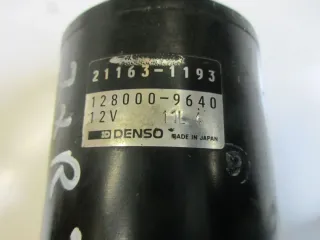 21163-1193
128000-9640
12V
DENSO MADE IN JAPAN